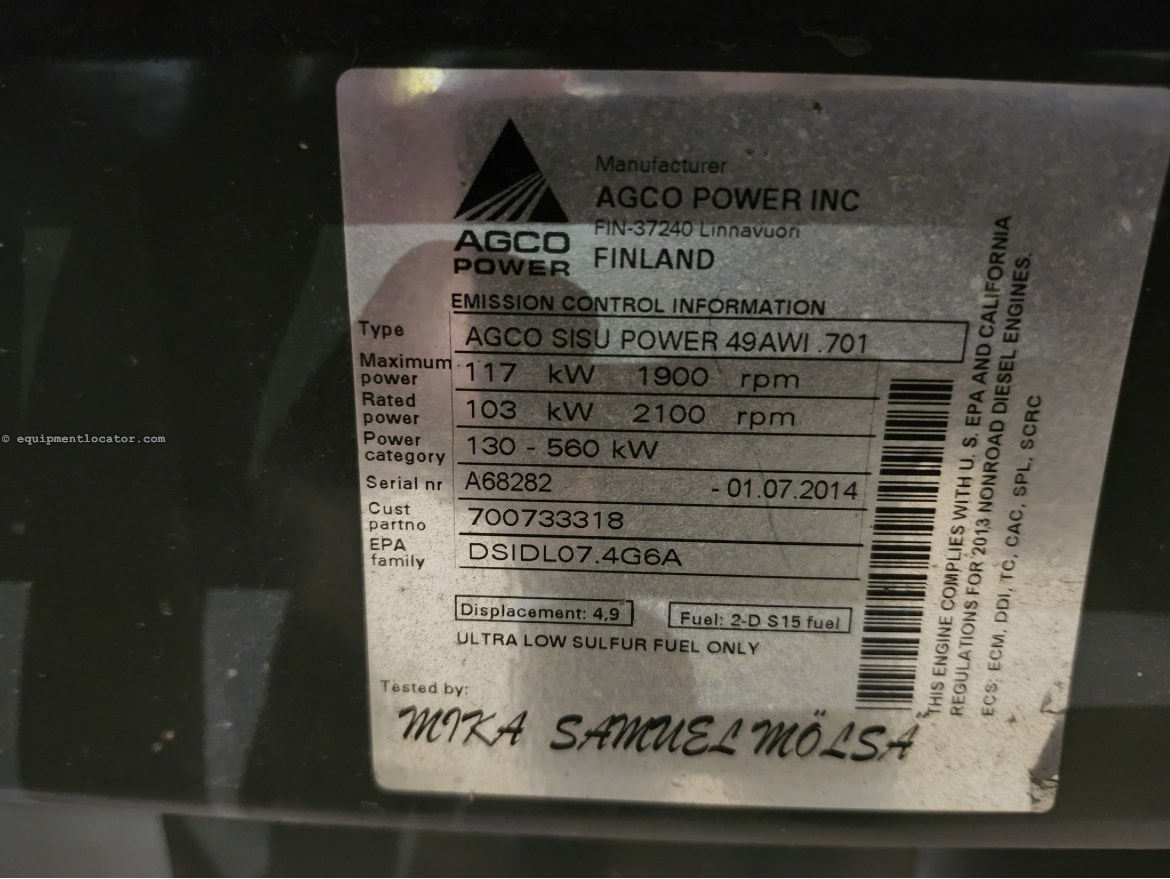 Manufacturer
AGCO POWER INC
FIN-37240 Linnavuori
FINLAND
AGCO
POWER
EMISSION CONTROL INFORMATION
Type AGCO SISU POWER 49AWI .701
Maximum power 117 kW 1900 rpm
Rated power 103 kW 2100 rpm
Power category 130 - 560 kW
Serial nr A68282 - 01.07.2014
Cust partno 700733318
EPA family DSIDL07.4G6A
Displacement: 4,9 Fuel: 2-D S15 fuel
ULTRA LOW SULFUR FUEL ONLY
Tested by:
MIKA SAMUEL MÖLSÄ
THIS ENGINE COMPLIES WITH U. S. EPA AND CALIFORNIA
REGULATIONS FOR 2013 NONROAD DIESEL ENGINES.
ECS: ECM, DDI, TC, CAC, SPL, SCRC
© equipmentlocator.com